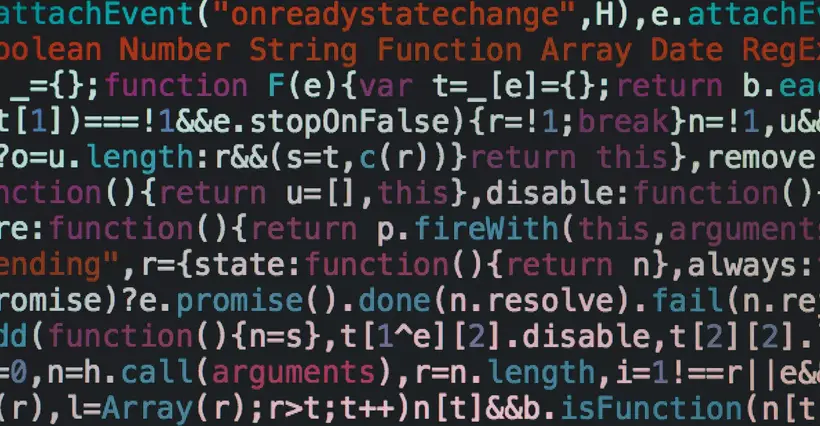 attachEvent("onreadystatechange",H),e.attachE
oolean Number String Function Array Date RegE
_={};function F(e){var t=_[e]={};return b.ea
t[1])===!1&&e.stopOnFalse){r=!1;break}n=!1,u&
?o=u.length:r&&(s=t,c(r))}return this},remove
nction(){return u=[],this},disable:function()
re:function(){return p.fireWith(this,arguments
ending",r={state:function(){return n},always:
romise)?e.promise().done(n.resolve).fail(n.re
dd(function(){n=s},t[1^e][2].disable,t[2][2].
=0,n=h.call(arguments),r=n.length,i=1!==r||e&
(r),l=Array(r);r>t;t++)n[t]&&b.isFunction(n[t